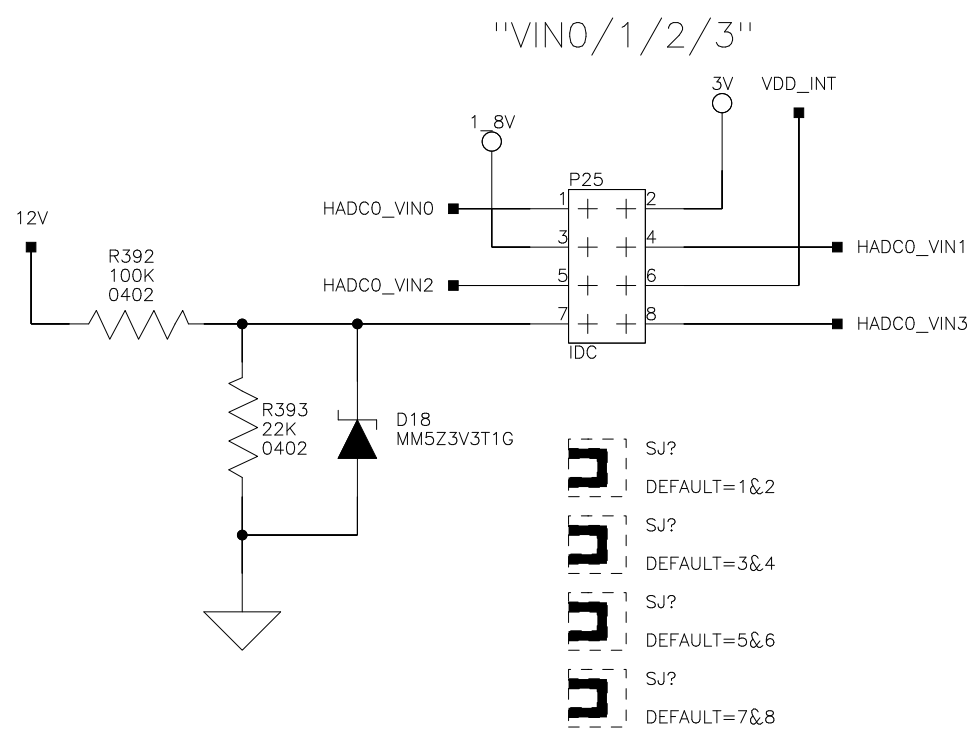 "VIN0/1/2/3"
3V
VDD_INT
1_8V
P25
1
2
HADC0_VIN0
12V
3
4
HADC0_VIN1
R392
100K
0402
HADC0_VIN2
5
6
7
8
HADC0_VIN3
IDC
R393
22K
0402
D18
MM5Z3V3T1G
SJ?
DEFAULT=1&2
SJ?
DEFAULT=3&4
SJ?
DEFAULT=5&6
SJ?
DEFAULT=7&8